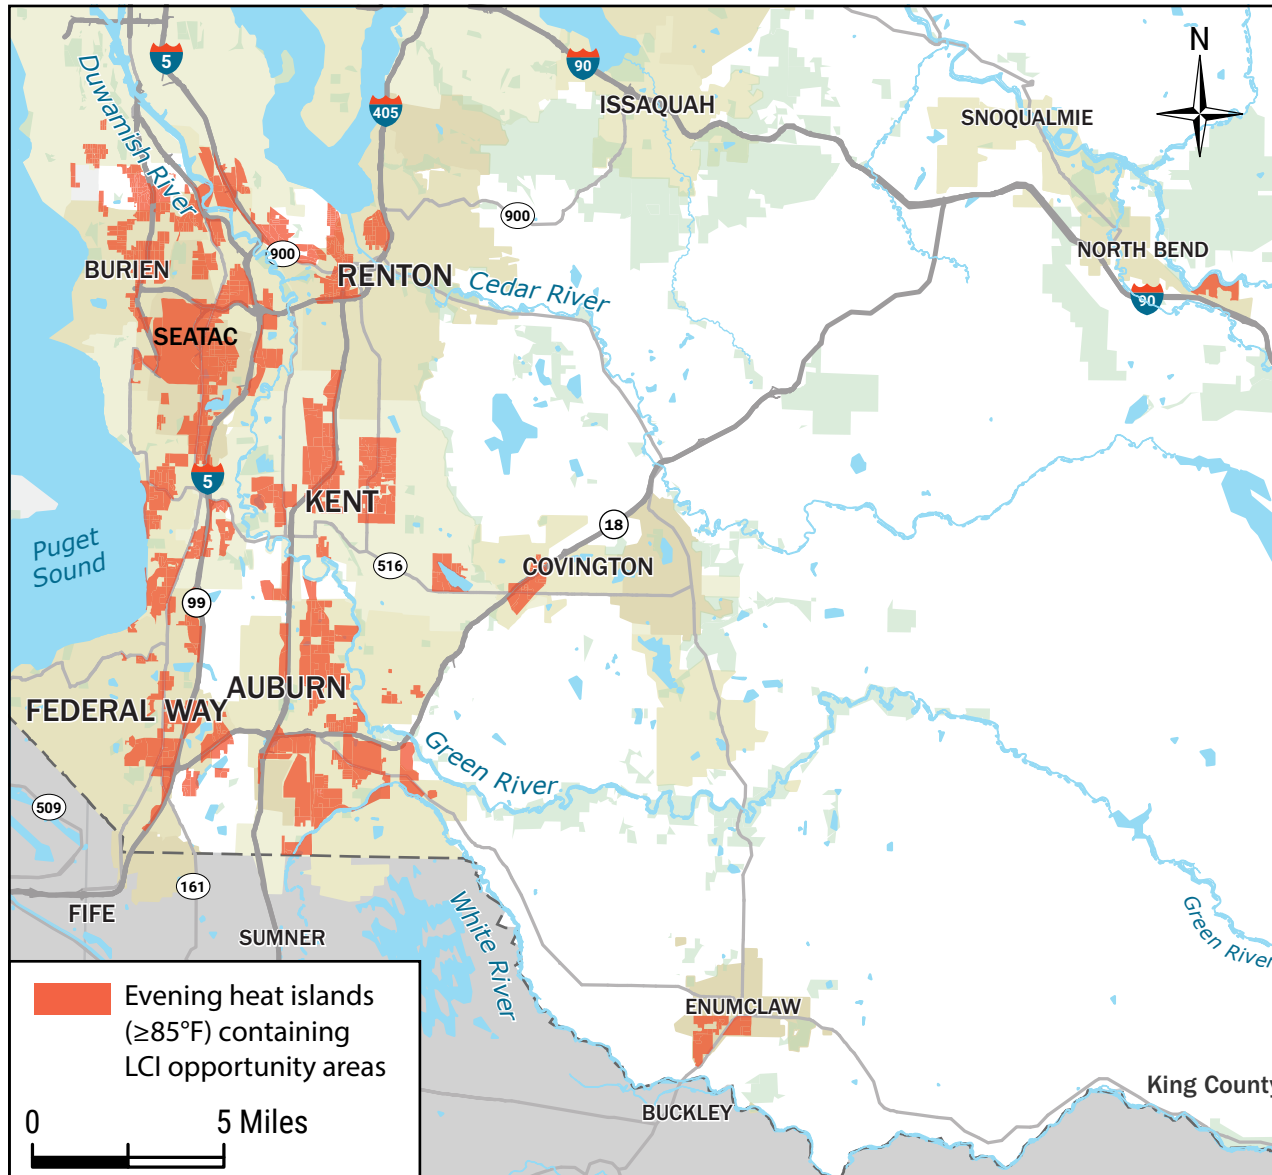 N
5
90
405
ISSAQUAH
SNOQUALMIE
Duwamish River
900
900
BURIEN
RENTON
NORTH BEND
Cedar River
90
SEATAC
5
KENT
18
Puget
Sound
516
COVINGTON
99
AUBURN
FEDERAL WAY
Green River
509
161
FIFE
SUMNER
White River
Green River
ENUMCLAW
BUCKLEY
King County
Evening heat islands
(≥85°F) containing
LCI opportunity areas
0 5 Miles